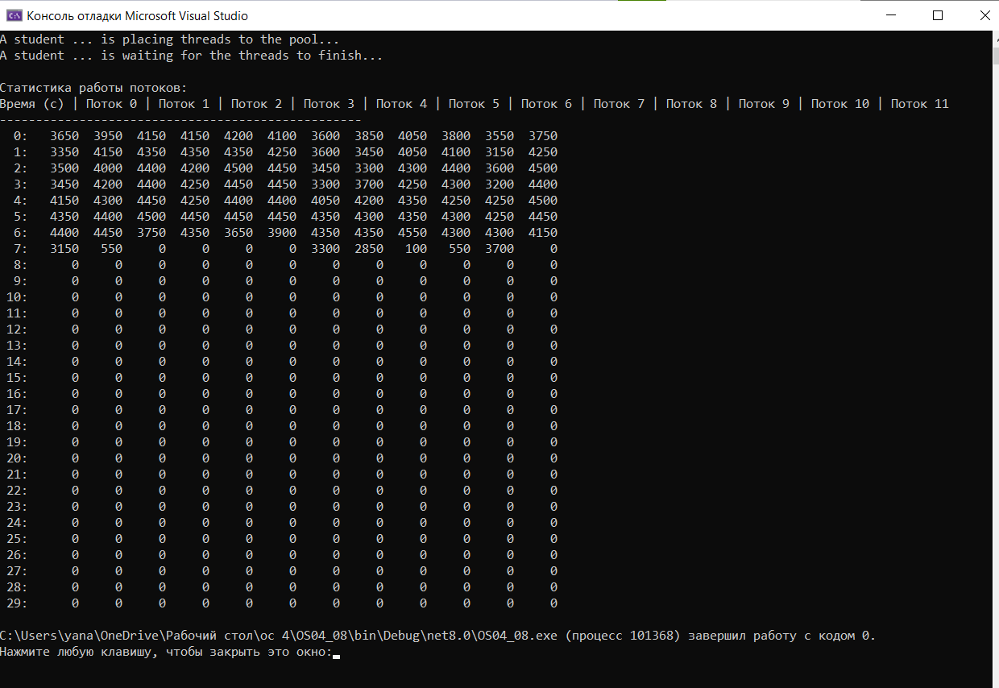 Консоль отладки Microsoft Visual Studio
A student ... is placing threads to the pool...
A student ... is waiting for the threads to finish...
Статистика работы потоков:
Время (с) | Поток 0 | Поток 1 | Поток 2 | Поток 3 | Поток 4 | Поток 5 | Поток 6 | Поток 7 | Поток 8 | Поток 9 | Поток 10 | Поток 11
--------------------------------------------------
0: 3650 3950 4150 4150 4200 4100 3600 3850 4050 3800 3550 3750
1: 3350 4150 4350 4350 4350 4250 3600 3450 4050 4100 3150 4250
2: 3500 4000 4400 4200 4500 4450 3450 3300 4300 4400 3600 4500
3: 3450 4200 4400 4250 4450 4450 3300 3700 4250 4300 3200 4400
4: 4150 4300 4450 4250 4400 4400 4050 4200 4350 4250 4250 4500
5: 4350 4400 4500 4450 4450 4450 4350 4300 4350 4300 4250 4450
6: 4400 4450 3750 4350 3650 3900 4350 4350 4550 4300 4300 4150
7: 3150 550 0 0 0 0 3300 2850 100 550 3700 0
8: 0 0 0 0 0 0 0 0 0 0 0 0
9: 0 0 0 0 0 0 0 0 0 0 0 0
10: 0 0 0 0 0 0 0 0 0 0 0 0
11: 0 0 0 0 0 0 0 0 0 0 0 0
12: 0 0 0 0 0 0 0 0 0 0 0 0
13: 0 0 0 0 0 0 0 0 0 0 0 0
14: 0 0 0 0 0 0 0 0 0 0 0 0
15: 0 0 0 0 0 0 0 0 0 0 0 0
16: 0 0 0 0 0 0 0 0 0 0 0 0
17: 0 0 0 0 0 0 0 0 0 0 0 0
18: 0 0 0 0 0 0 0 0 0 0 0 0
19: 0 0 0 0 0 0 0 0 0 0 0 0
20: 0 0 0 0 0 0 0 0 0 0 0 0
21: 0 0 0 0 0 0 0 0 0 0 0 0
22: 0 0 0 0 0 0 0 0 0 0 0 0
23: 0 0 0 0 0 0 0 0 0 0 0 0
24: 0 0 0 0 0 0 0 0 0 0 0 0
25: 0 0 0 0 0 0 0 0 0 0 0 0
26: 0 0 0 0 0 0 0 0 0 0 0 0
27: 0 0 0 0 0 0 0 0 0 0 0 0
28: 0 0 0 0 0 0 0 0 0 0 0 0
29: 0 0 0 0 0 0 0 0 0 0 0 0
C:\Users\yana\OneDrive\Рабочий стол\ос 4\OS04_08\bin\Debug\net8.0\OS04_08.exe (процесс 101368) завершил работу с кодом 0.
Нажмите любую клавишу, чтобы закрыть это окно: